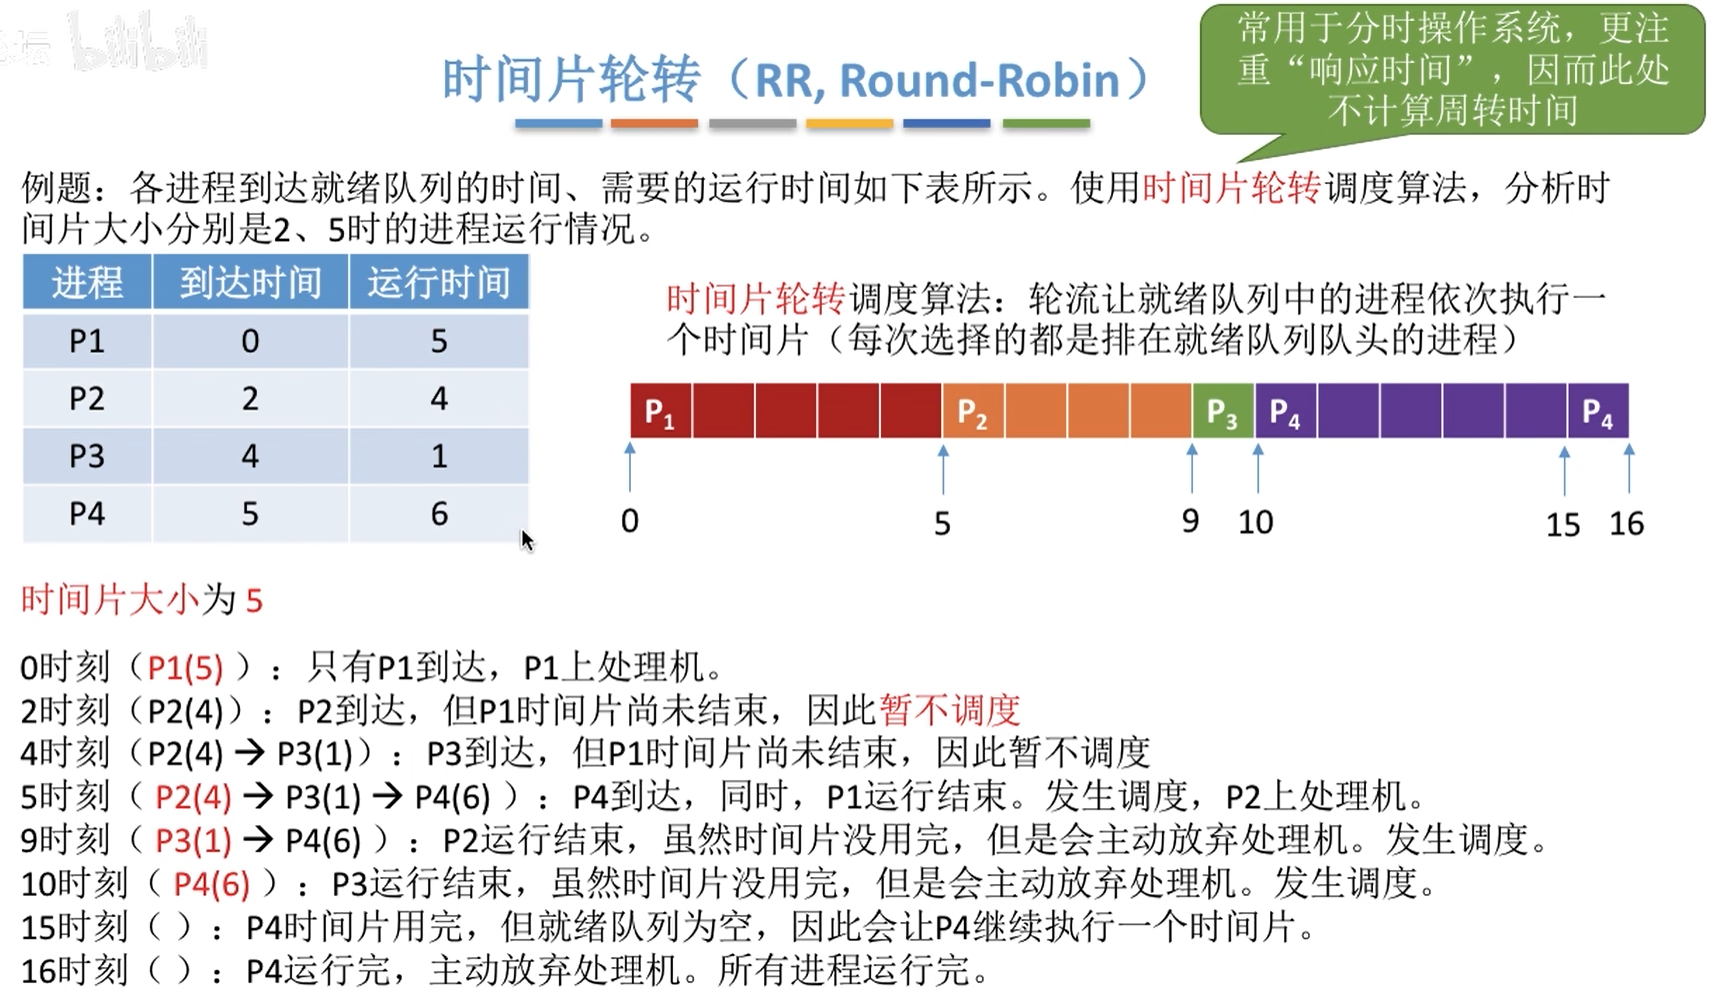 坛 bilibili
时间片轮转（RR, Round-Robin）
常用于分时操作系统，更注
重“响应时间”，因而此处
不计算周转时间
例题：各进程到达就绪队列的时间、需要的运行时间如下表所示。使用时间片轮转调度算法，分析时
间片大小分别是2、5时的进程运行情况。
进程 到达时间 运行时间
P1 0 5
P2 2 4
P3 4 1
P4 5 6
时间片轮转调度算法：轮流让就绪队列中的进程依次执行一
个时间片（每次选择的都是排在就绪队列队头的进程）
P1 P2 P3 P4 P4
0 5 9 10 15 16
时间片大小为 5
0时刻（P1(5) ）：只有P1到达，P1上处理机。
2时刻（P2(4)）：P2到达，但P1时间片尚未结束，因此暂不调度
4时刻（P2(4) → P3(1)）：P3到达，但P1时间片尚未结束，因此暂不调度
5时刻（ P2(4) → P3(1) → P4(6) ）：P4到达，同时，P1运行结束。发生调度，P2上处理机。
9时刻（ P3(1) → P4(6) ）：P2运行结束，虽然时间片没用完，但是会主动放弃处理机。发生调度。
10时刻（ P4(6) ）：P3运行结束，虽然时间片没用完，但是会主动放弃处理机。发生调度。
15时刻（ ）：P4时间片用完，但就绪队列为空，因此会让P4继续执行一个时间片。
16时刻（ ）：P4运行完，主动放弃处理机。所有进程运行完。